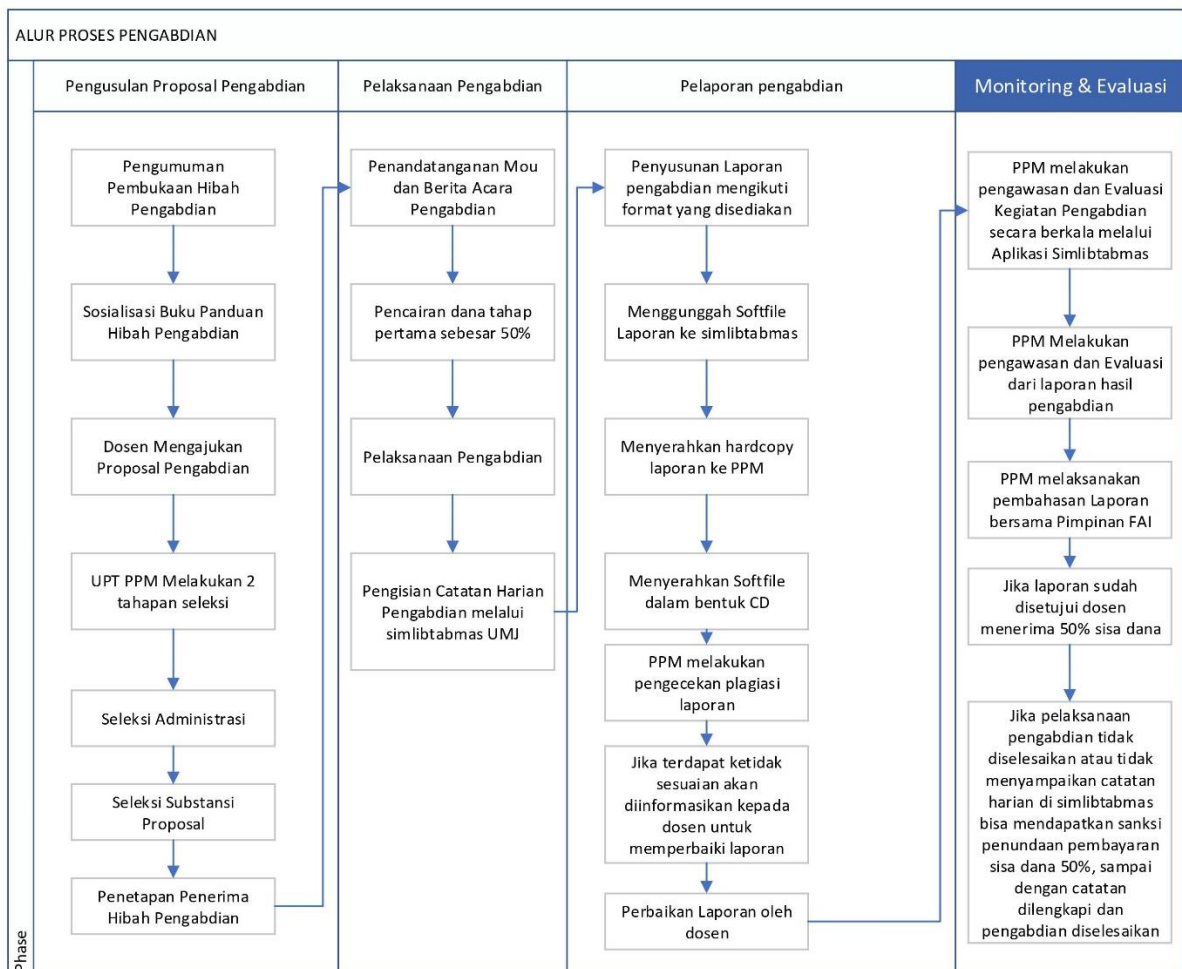 ALUR PROSES PENGABDIAN
Pengusulan Proposal Pengabdian
Pelaksanaan Pengabdian
Pelaporan pengabdian
Monitoring & Evaluasi
Pengumuman
Pembukaan Hibah
Pengabdian
Sosialisasi Buku Panduan
Hibah Pengabdian
Dosen Mengajukan
Proposal Pengabdian
UPT PPM Melakukan 2
tahapan seleksi
Seleksi Administrasi
Seleksi Substansi
Proposal
Penetapan Penerima
Hibah Pengabdian
Penandatanganan Mou
dan Berita Acara
Pengabdian
Pencairan dana tahap
pertama sebesar 50%
Pelaksanaan Pengabdian
Pengisian Catatan Harian
Pengabdian melalui
simlibtabmas UMJ
Penyusunan Laporan
pengabdian mengikuti
format yang disediakan
Menggunggah Softfile
Laporan ke simlibtabmas
Menyerahkan hardcopy
laporan ke PPM
Menyerahkan Softfile
dalam bentuk CD
PPM melakukan
pengecekan plagiasi
laporan
Jika terdapat ketidak
sesuaian akan
diinformasikan kepada
dosen untuk
memperbaiki laporan
Perbaikan Laporan oleh
dosen
PPM melakukan
pengawasan dan Evaluasi
Kegiatan Pengabdian
secara berkala melalui
Aplikasi Simlibtabmas
PPM Melakukan
pengawasan dan Evaluasi
dari laporan hasil
pengabdian
PPM melaksanakan
pembahasan Laporan
bersama Pimpinan FAI
Jika laporan sudah
disetujui dosen
menerima 50% sisa dana
Jika pelaksanaan
pengabdian tidak
diselesaikan atau tidak
menyampaikan catatan
harian di simlibtabmas
bisa mendapatkan sanksi
penundaan pembayaran
sisa dana 50%, sampai
dengan catatan
dilengkapi dan
pengabdian diselesaikan
Phase